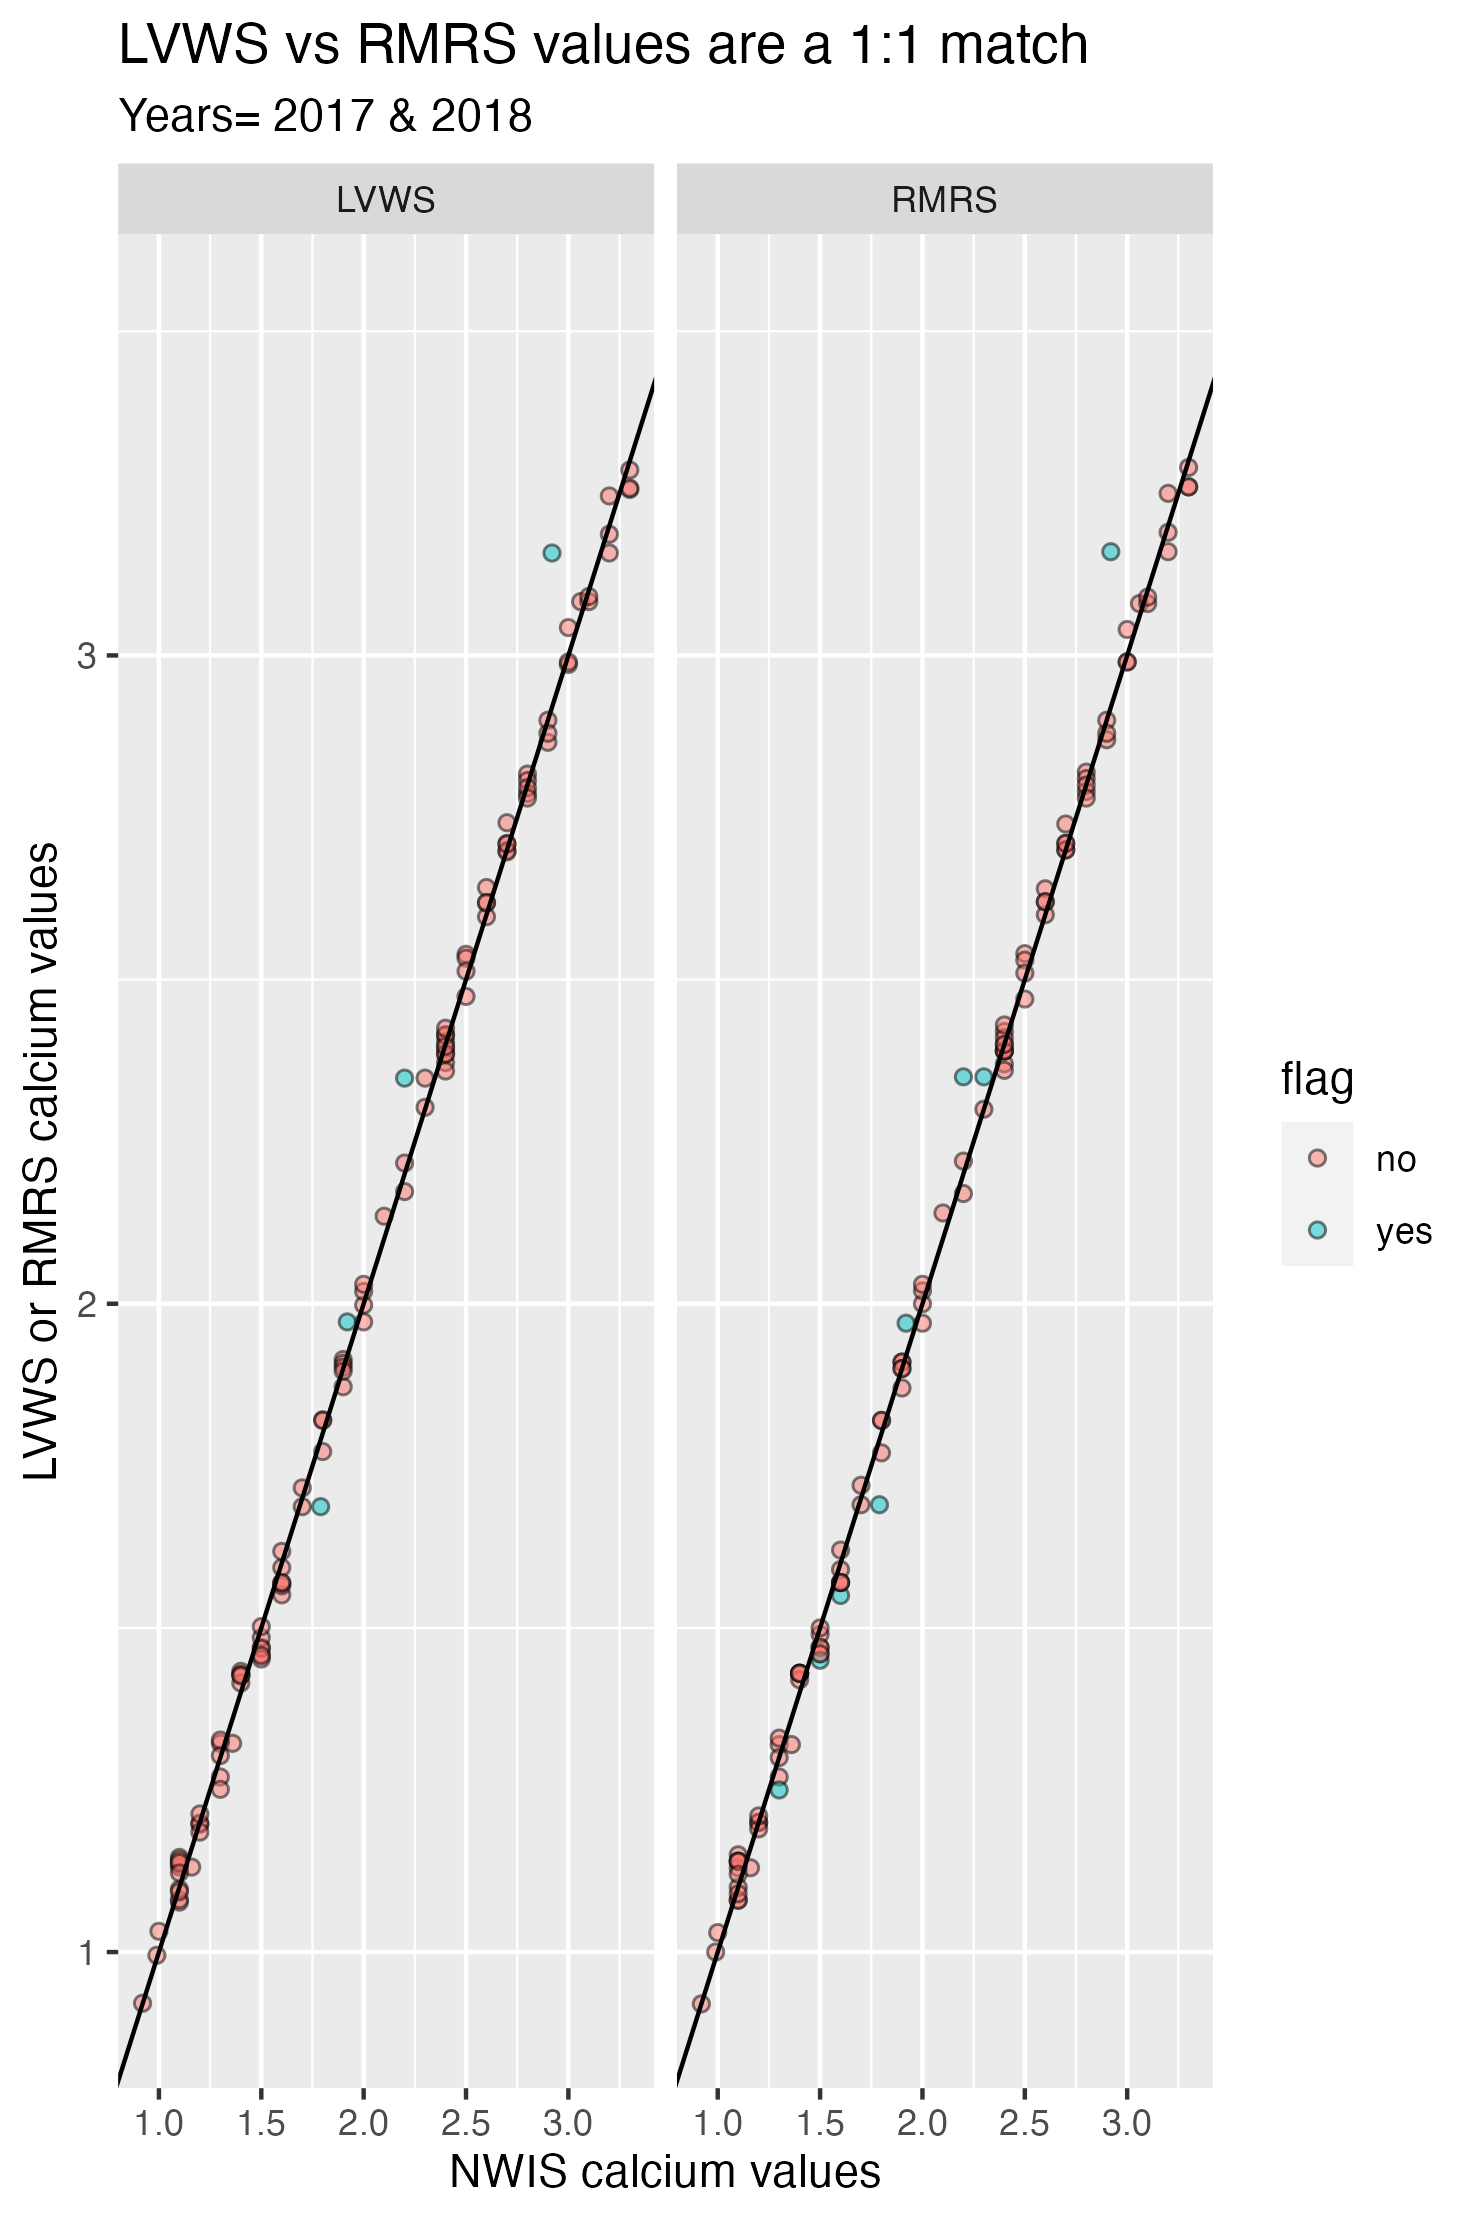 LVWS vs RMRS values are a 1:1 match
Years= 2017 & 2018
LVWS
RMRS
LVWS or RMRS calcium values
3
2
1
1.0 1.5 2.0 2.5 3.0
1.0 1.5 2.0 2.5 3.0
NWIS calcium values
flag
no
yes